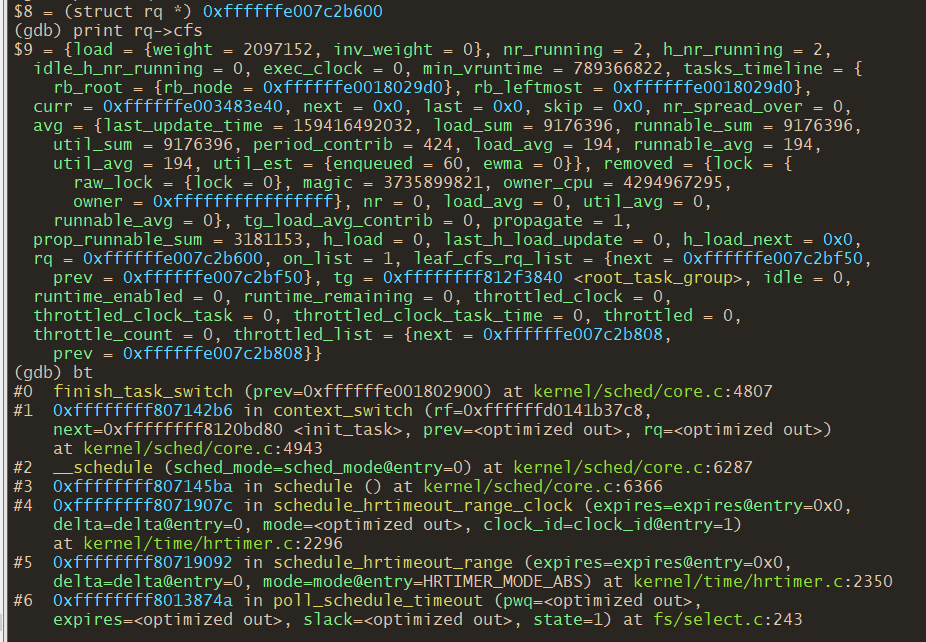 $8 = (struct rq *) 0xffffffe007c2b600
(gdb) print rq->cfs
$9 = {load = {weight = 2097152, inv_weight = 0}, nr_running = 2, h_nr_running = 2,
idle_h_nr_running = 0, exec_clock = 0, min_vruntime = 789366822, tasks_timeline = {
rb_root = {rb_node = 0xffffffe0018029d0}, rb_leftmost = 0xffffffe0018029d0},
curr = 0xffffffe003483e40, next = 0x0, last = 0x0, skip = 0x0, nr_spread_over = 0,
avg = {last_update_time = 159416492032, load_sum = 9176396, runnable_sum = 9176396,
util_sum = 9176396, period_contrib = 424, load_avg = 194, runnable_avg = 194,
util_avg = 194, util_est = {enqueued = 60, ewma = 0}}, removed = {lock = {
raw_lock = {lock = 0}, magic = 3735899821, owner_cpu = 4294967295,
owner = 0xffffffffffffffff}, nr = 0, load_avg = 0, util_avg = 0,
runnable_avg = 0}, tg_load_avg_contrib = 0, propagate = 1,
prop_runnable_sum = 3181153, h_load = 0, last_h_load_update = 0, h_load_next = 0x0,
rq = 0xffffffe007c2b600, on_list = 1, leaf_cfs_rq_list = {next = 0xffffffe007c2bf50,
prev = 0xffffffe007c2bf50}, tg = 0xffffffff812f3840 <root_task_group>, idle = 0,
runtime_enabled = 0, runtime_remaining = 0, throttled_clock = 0,
throttled_clock_task = 0, throttled_clock_task_time = 0, throttled = 0,
throttle_count = 0, throttled_list = {next = 0xffffffe007c2b808,
prev = 0xffffffe007c2b808}}
(gdb) bt
#0  finish_task_switch (prev=0xffffffe001802900) at kernel/sched/core.c:4807
#1  0xffffffff807142b6 in context_switch (rf=0xffffffd0141b37c8,
next=0xffffffff8120bd80 <init_task>, prev=<optimized out>, rq=<optimized out>)
at kernel/sched/core.c:4943
#2  __schedule (sched_mode=sched_mode@entry=0) at kernel/sched/core.c:6287
#3  0xffffffff807145ba in schedule () at kernel/sched/core.c:6366
#4  0xffffffff8071907c in schedule_hrtimeout_range_clock (expires=expires@entry=0x0,
delta=delta@entry=0, mode=<optimized out>, clock_id=clock_id@entry=1)
at kernel/time/hrtimer.c:2296
#5  0xffffffff80719092 in schedule_hrtimeout_range (expires=expires@entry=0x0,
delta=delta@entry=0, mode=mode@entry=HRTIMER_MODE_ABS) at kernel/time/hrtimer.c:2350
#6  0xffffffff8013874a in poll_schedule_timeout (pwq=<optimized out>,
expires=<optimized out>, slack=<optimized out>, state=1) at fs/select.c:243